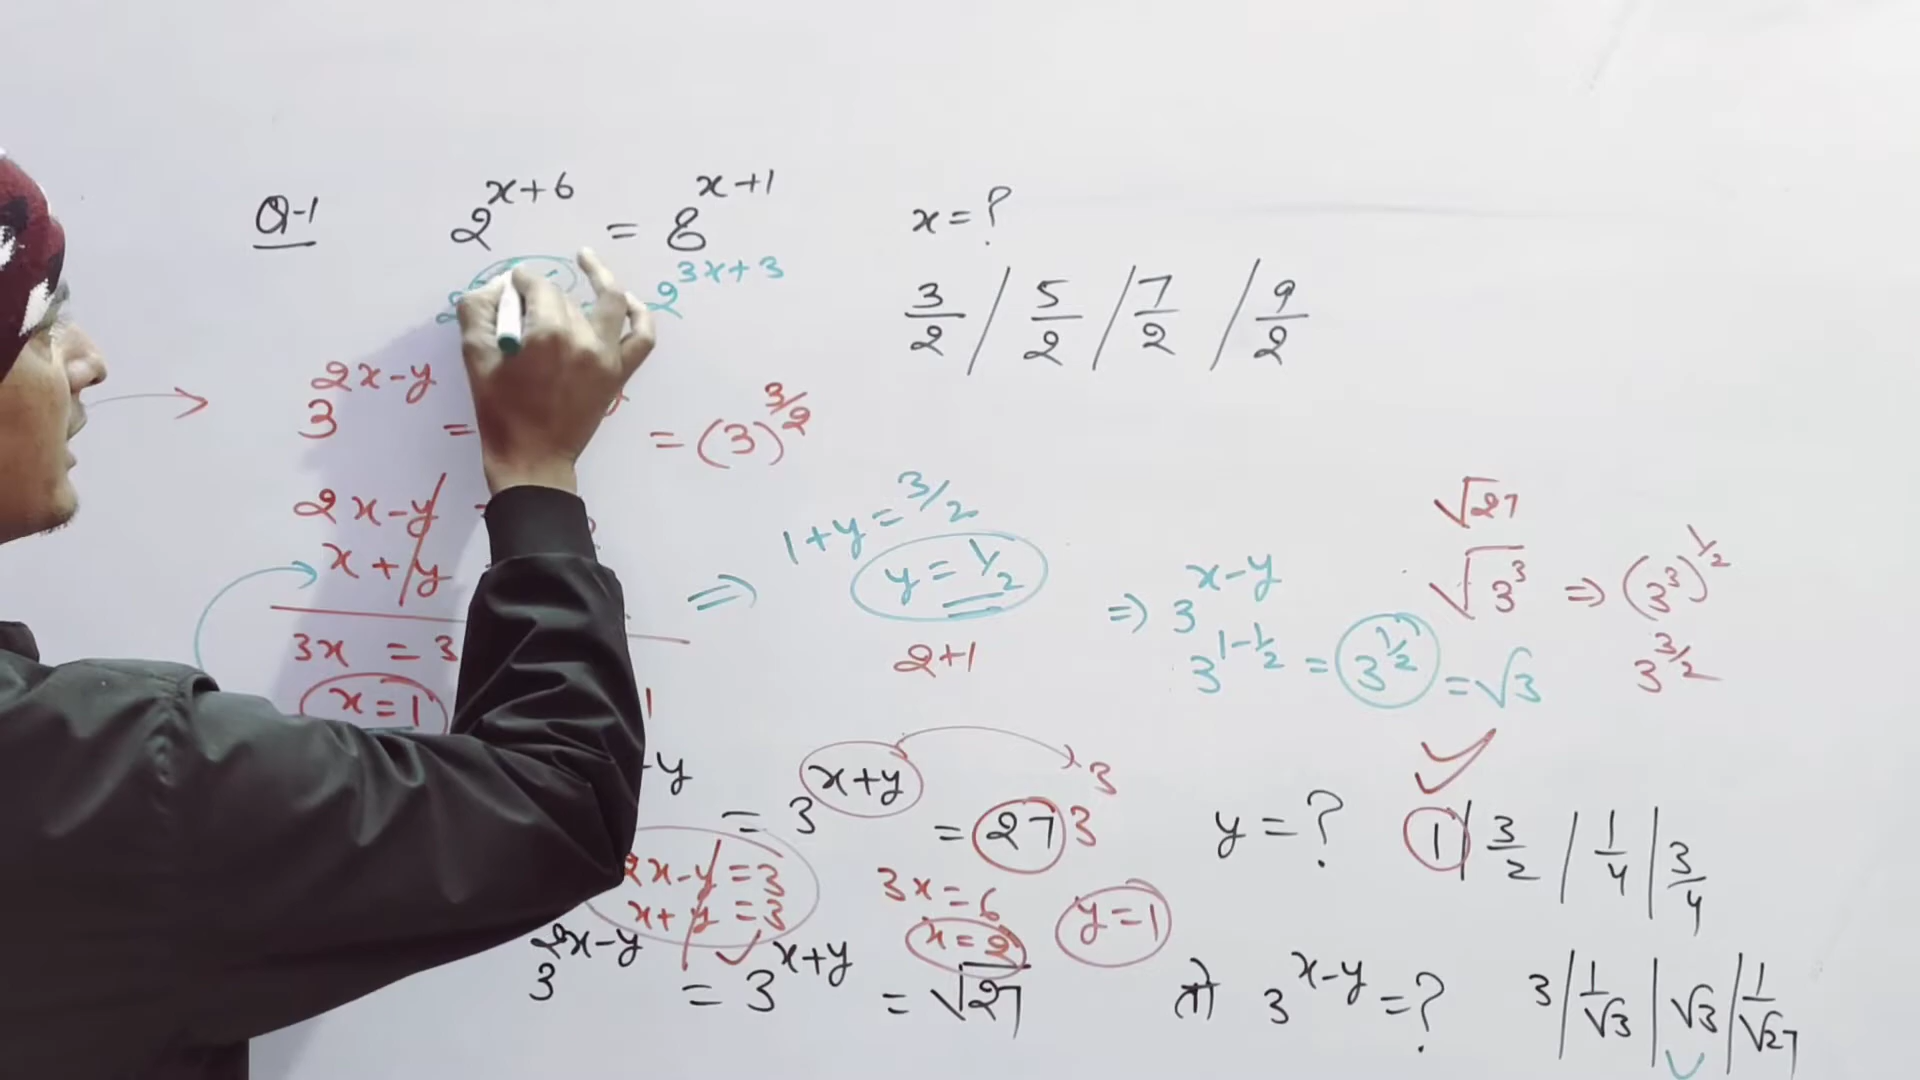 Q-1 2^{x+6} = 8^{x+1} x = ?
2^{3x+3}
3/2 / 5/2 / 7/2 / 9/2
3^{2x-y} = = (3)^{3/2}
2x-y
x+y
3x = 3
x=1
1+y = 3/2
⇒ y = 1/2
2+1
⇒ 3^{x-y}
3^{1-1/2} = 3^{1/2} = √3
√27
√3³ ⇒ (3³)^{1/2}
3^{3/2}
-y = 3^{x+y} = 27 3³ y = ? 1 | 3/2 / 1/4 | 3/4
2x-y = 3
x+y = 3
3x = 6
x = 2
y = 1
3^{2x-y} = 3^{x+y} = √27 तो 3^{x-y} = ? 3 | 1/√3 | √3 | 1/√27